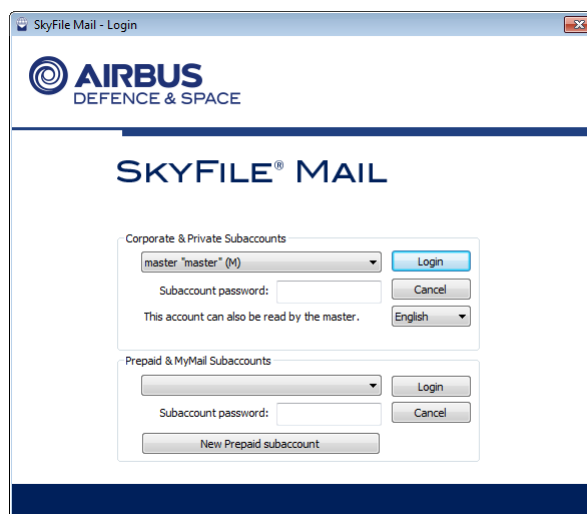 SkyFile Mail - Login
AIRBUS
DEFENCE & SPACE
SKYFILE® MAIL
Corporate & Private Subaccounts
master "master" (M)
Login
Subaccount password:
Cancel
This account can also be read by the master.
English
Prepaid & MyMail Subaccounts
Login
Subaccount password:
Cancel
New Prepaid subaccount